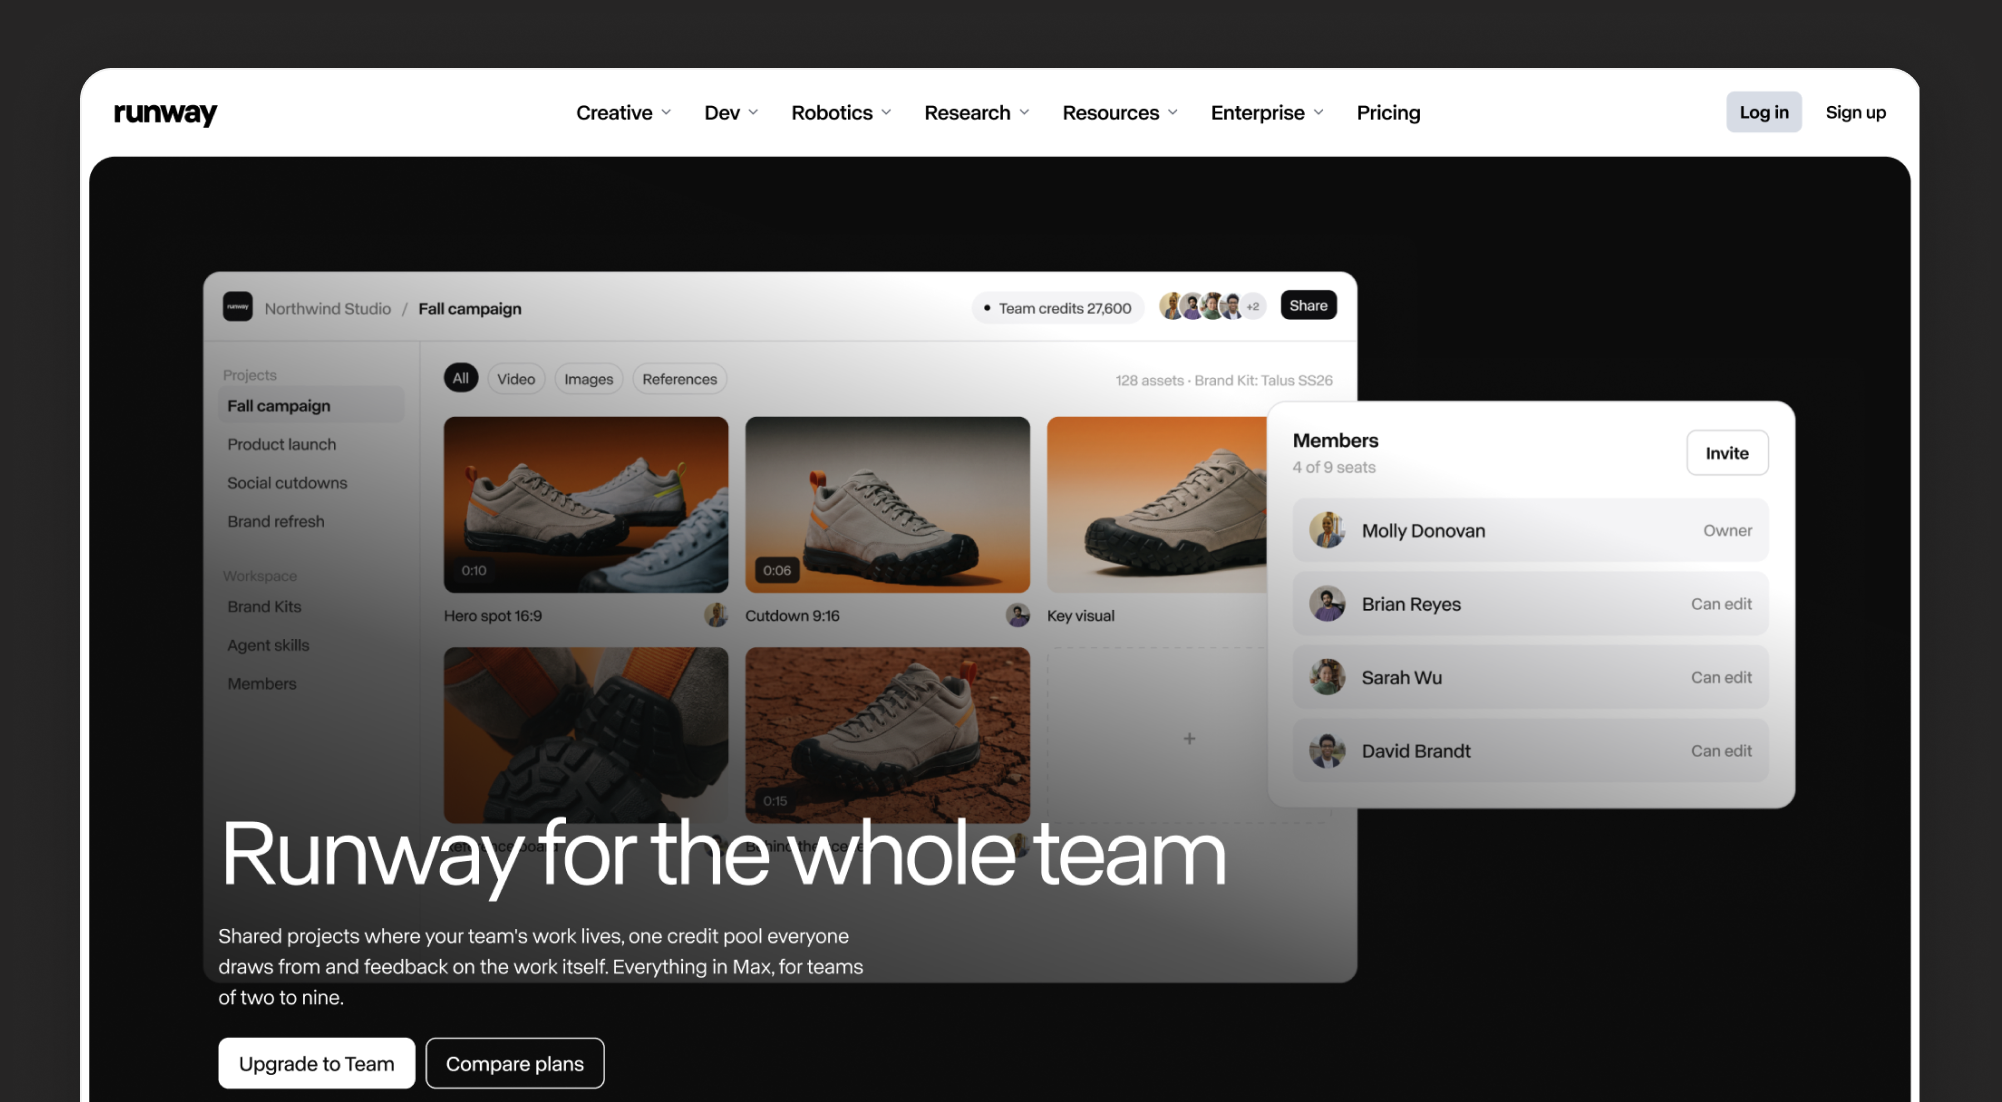 runway
Creative
Dev
Robotics
Research
Resources
Enterprise
Pricing
Log in
Sign up
runway
Northwind Studio / Fall campaign
Team credits 27,600
+2
Share
Projects
Fall campaign
Product launch
Social cutdowns
Brand refresh
Workspace
Brand Kits
Agent skills
Members
All
Video
Images
References
128 assets · Brand Kit: Talus SS26
0:10
Hero spot 16:9
0:06
Cutdown 9:16
Key visual
0:15
Reference board
Behind the scenes
Members
4 of 9 seats
Invite
Molly Donovan
Owner
Brian Reyes
Can edit
Sarah Wu
Can edit
David Brandt
Can edit
Runway for the whole team
Shared projects where your team's work lives, one credit pool everyone
draws from and feedback on the work itself. Everything in Max, for teams
of two to nine.
Upgrade to Team
Compare plans